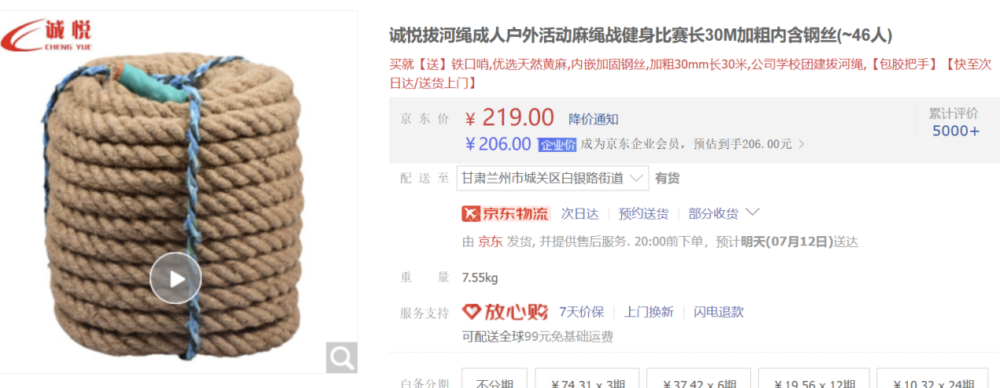 诚悦
CHENG YUE
诚悦拔河绳成人户外活动麻绳战健身比赛长30M加粗内含钢丝(~46人)
买就【送】铁口哨,优选天然黄麻,内嵌加固钢丝,加粗30mm长30米,公司学校团建拔河绳,【包胶把手】【快至次
日达/送货上门】
京东价 ￥219.00 降价通知 累计评价
￥206.00 企业价 成为京东企业会员，预估到手206.00元 > 5000+
配送至 甘肃兰州市城关区白银路街道 有货
京东物流 次日达 预约送货 部分收货
由 京东 发货, 并提供售后服务. 20:00前下单，预计明天(07月12日)送达
重量 7.55kg
服务支持 放心购 7天价保 上门换新 闪电退款
可配送全球99元免基础运费
白条分期 不分期 ￥74.31 x 3期 ￥37.42 x 6期 ￥19.56 x 12期 ￥10.32 x 24期